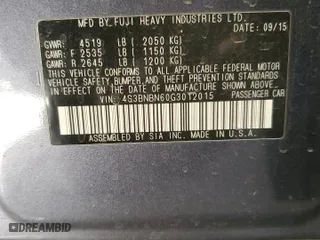 MFD. BY FUJI HEAVY INDUSTRIES LTD.
DATE: 09/15
GVWR: 4519 LB ( 2050 KG)
GAWR: F 2535 LB ( 1150 KG)
GAWR: R 2645 LB ( 1200 KG)
THIS VEHICLE CONFORMS TO ALL APPLICABLE FEDERAL MOTOR
VEHICLE SAFETY, BUMPER, AND THEFT PREVENTION STANDARDS
IN EFFECT ON THE DATE OF MANUFACTURE SHOWN ABOVE.
VIN: 4S3BNBN60G3012015
PASSENGER CAR
ASSEMBLED BY SIA INC. MADE IN U.S.A.
DREAMBID